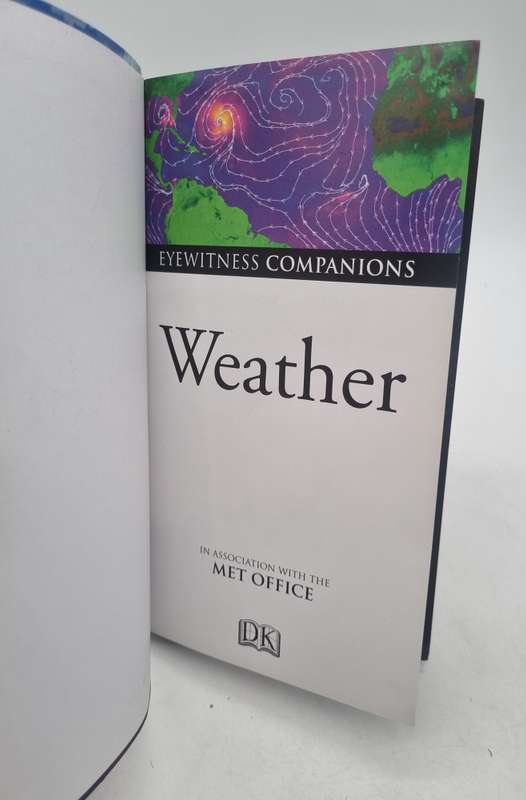 EYEWITNESS COMPANIONS
Weather
IN ASSOCIATION WITH THE
MET OFFICE
DK